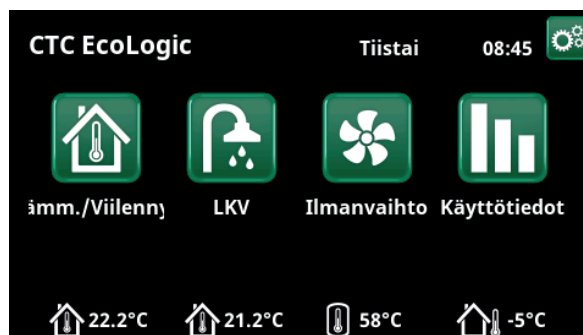 CTC EcoLogic Tiistai 08:45
ämm./Viilenny LKV Ilmanvaihto Käyttötiedot
22.2°C 21.2°C 58°C -5°C